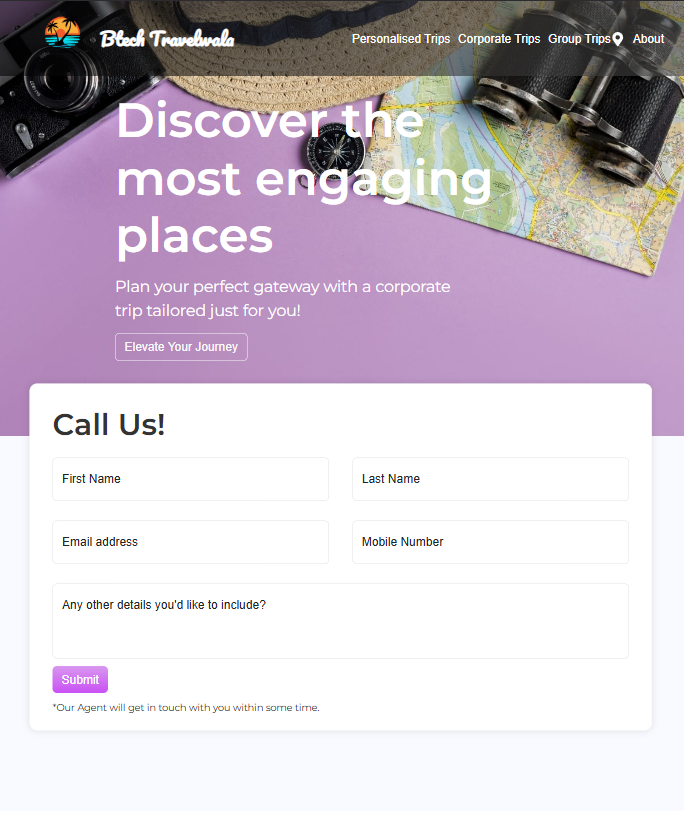 Btech Travelwala
Personalised Trips Corporate Trips Group Trips About
Discover the
most engaging
places
Plan your perfect gateway with a corporate
trip tailored just for you!
Elevate Your Journey
Call Us!
First Name Last Name
Email address Mobile Number
Any other details you'd like to include?
Submit
*Our Agent will get in touch with you within some time.